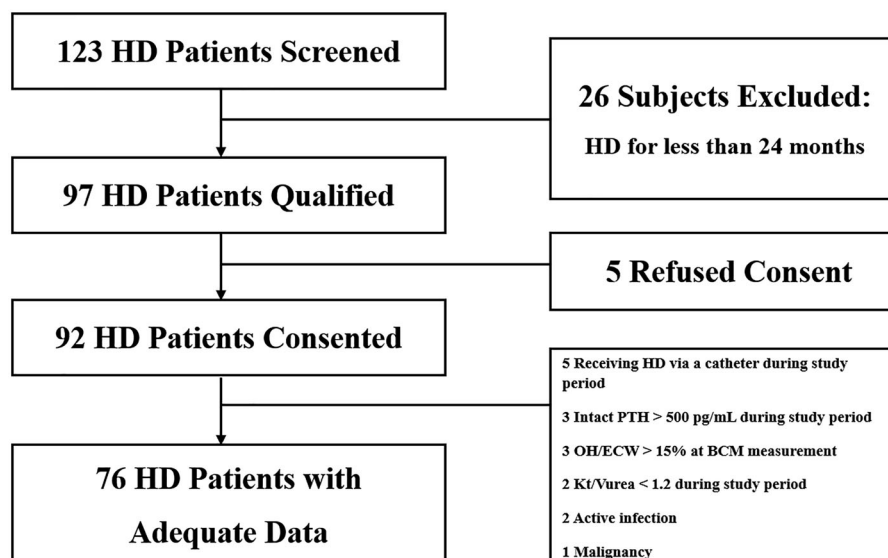 123 HD Patients Screened
26 Subjects Excluded:
HD for less than 24 months
97 HD Patients Qualified
5 Refused Consent
92 HD Patients Consented
5 Receiving HD via a catheter during study
period
3 Intact PTH > 500 pg/mL during study period
3 OH/ECW > 15% at BCM measurement
2 Kt/Vurea < 1.2 during study period
2 Active infection
1 Malignancy
76 HD Patients with
Adequate Data